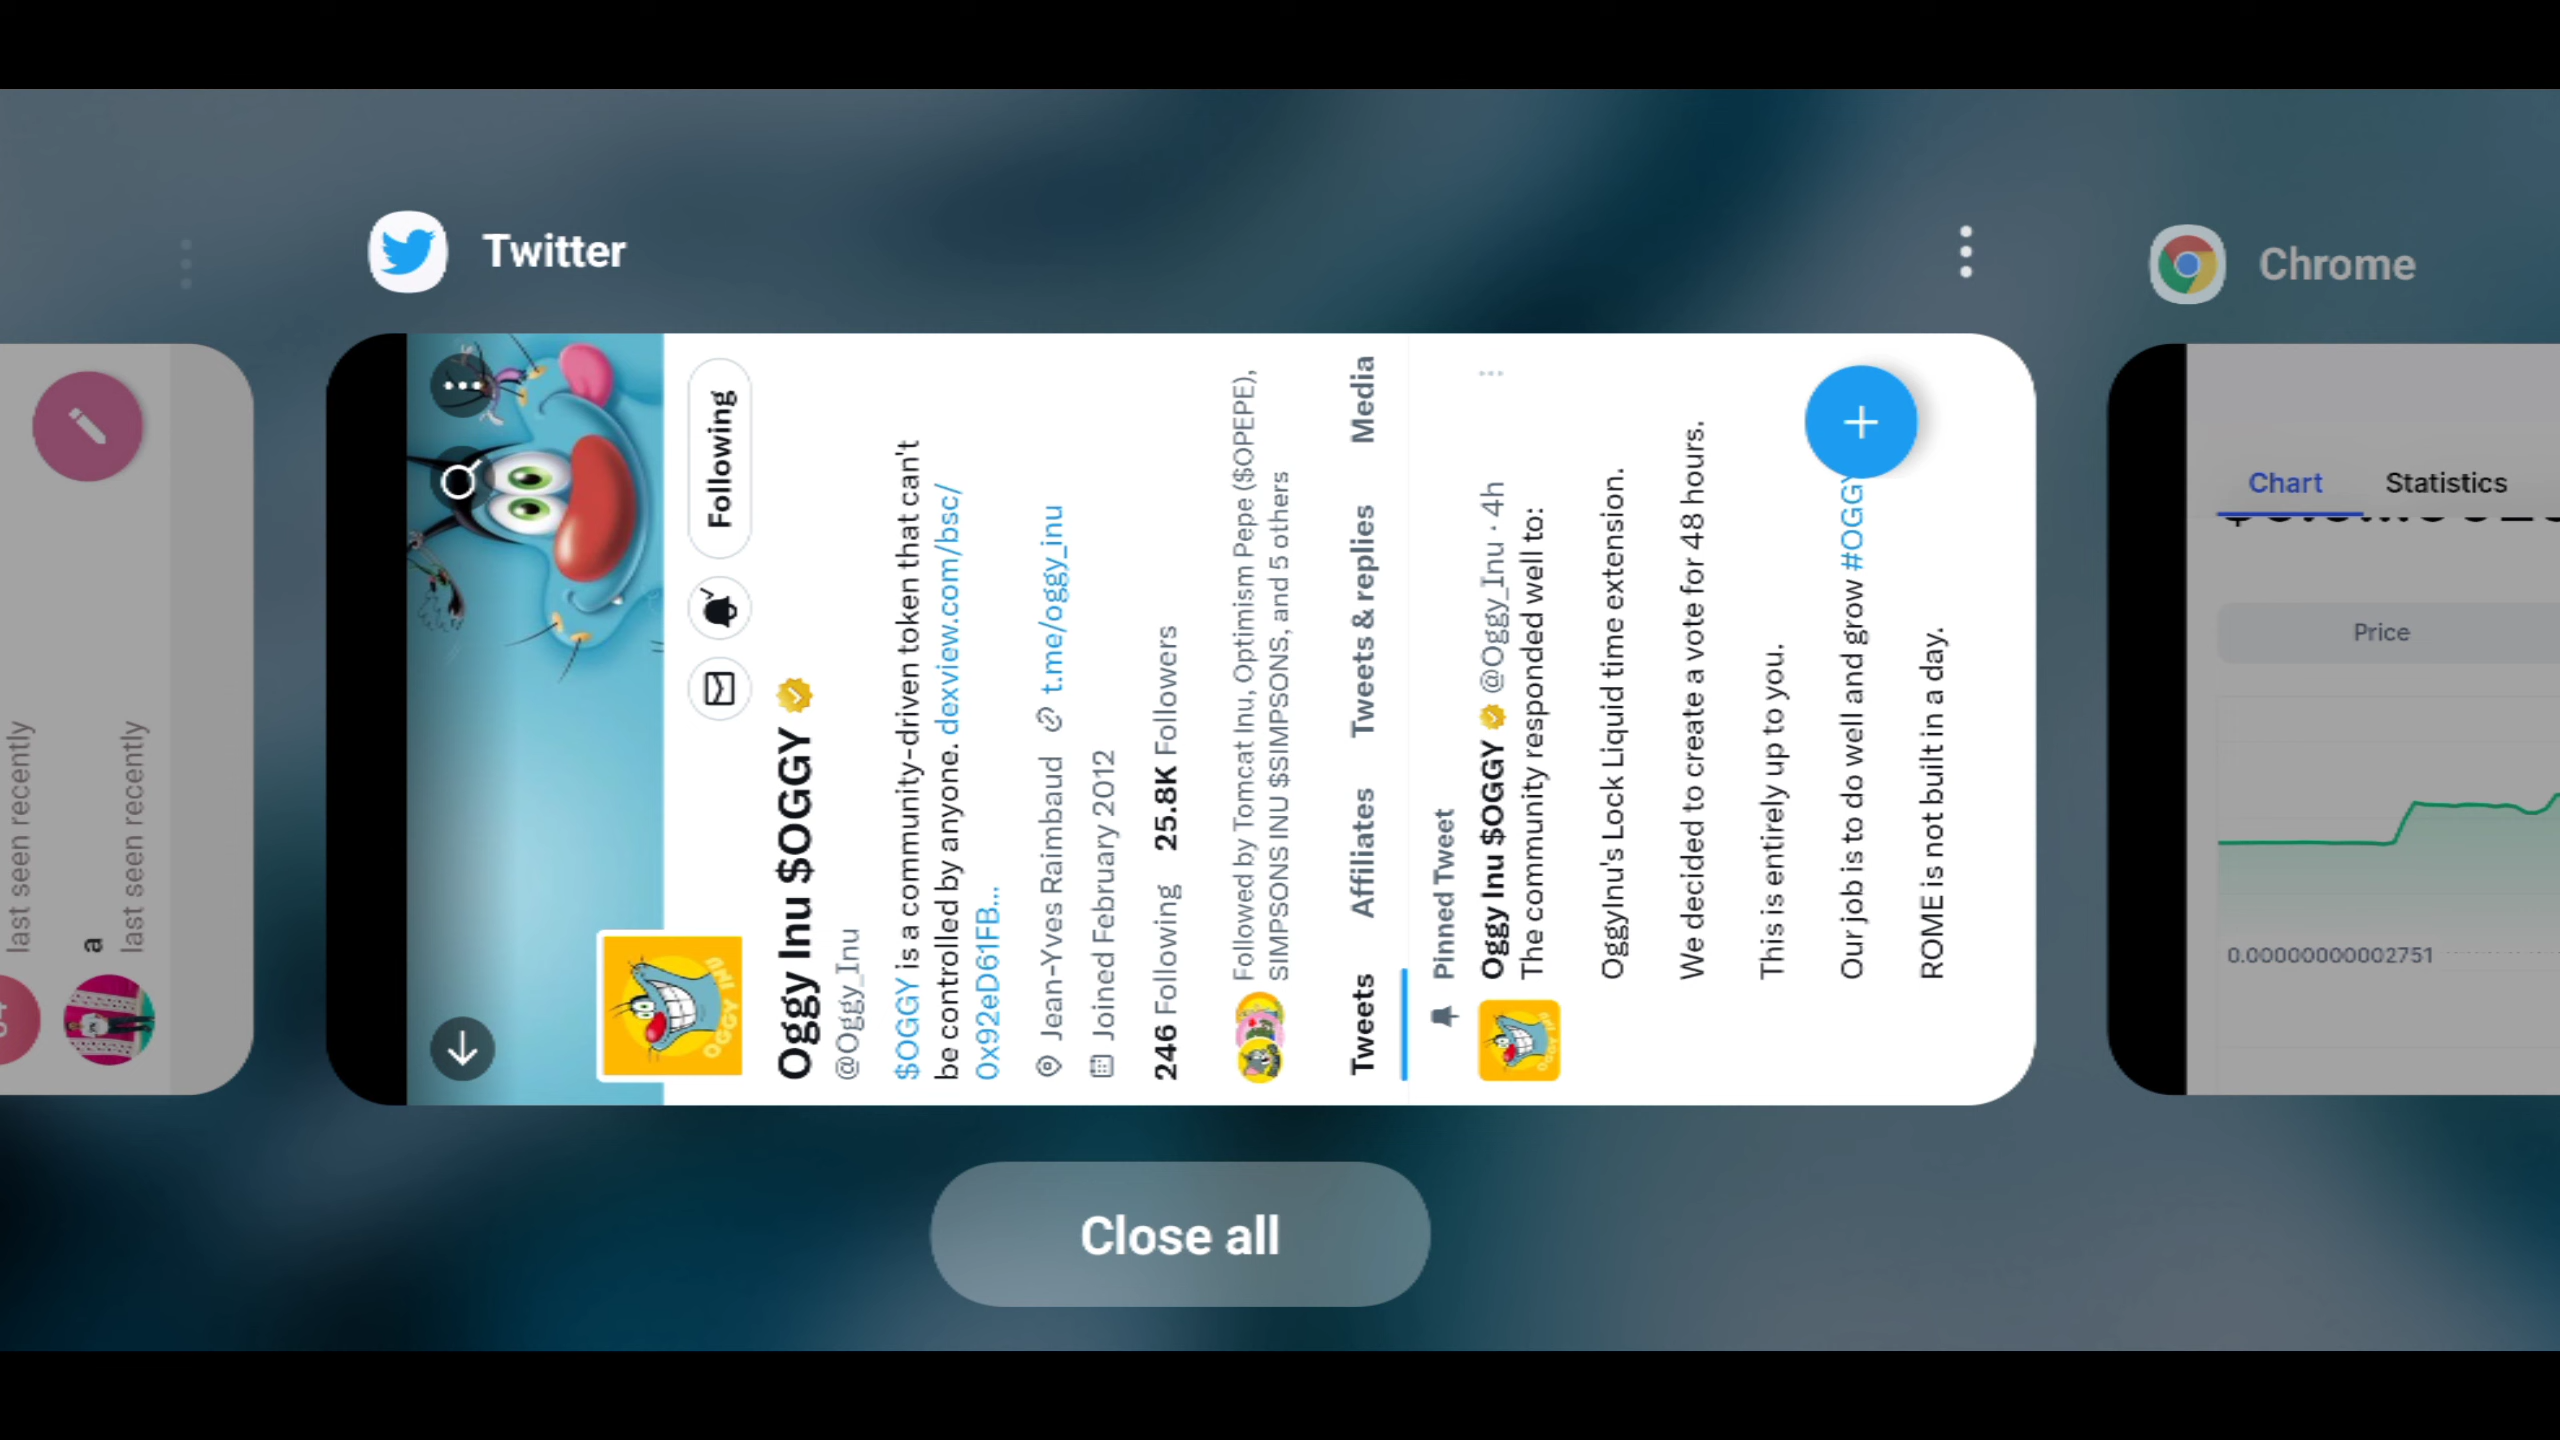 Twitter
Chrome
last seen recently
a
last seen recently
Following
Oggy Inu $OGGY
@Oggy_Inu
$OGGY is a community-driven token that can't
be controlled by anyone. dexview.com/bsc/
0x92eD61FB...
Jean-Yves Raimbaud t.me/oggy_inu
Joined February 2012
246 Following 25.8K Followers
Followed by Tomcat Inu, Optimism Pepe ($OPEPE),
SIMPSONS INU $SIMPSONS, and 5 others
Tweets Affiliates Tweets & replies Media
Pinned Tweet
Oggy Inu $OGGY @Oggy_Inu · 4h
The community responded well to:
OggyInu's Lock Liquid time extension.
We decided to create a vote for 48 hours.
This is entirely up to you.
Our job is to do well and grow #OGGY
ROME is not built in a day.
OGGY INU
Chart Statistics
Price
0.00000000002751
Close all